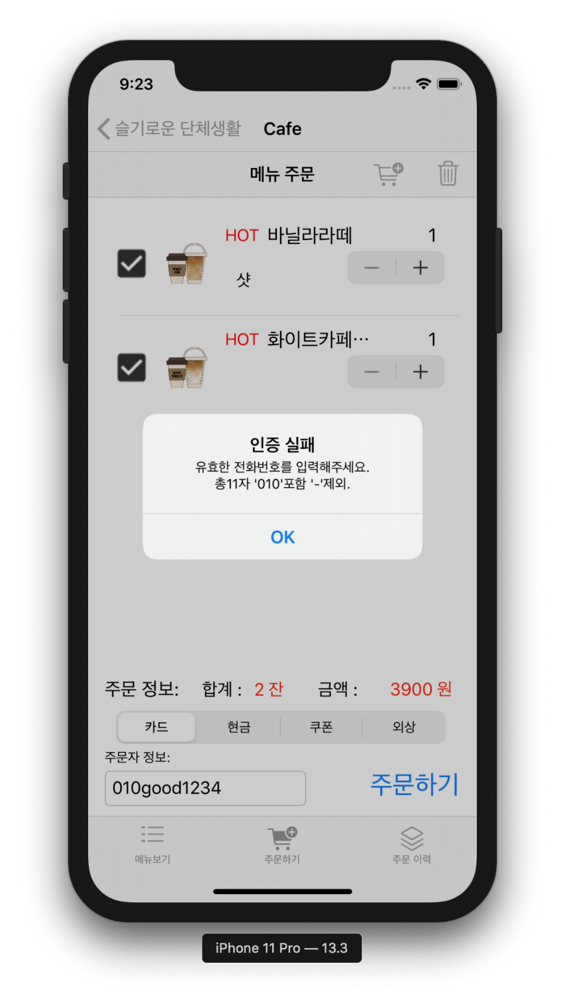 9:23
슬기로운 단체생활 Cafe
메뉴 주문
HOT 바닐라라떼 1
바닐라
라떼
샷
HOT 화이트카페… 1
주문 정보: 합계 : 2 잔 금액 : 3900 원
인증 실패
유효한 전화번호를 입력해주세요.
총11자 '010'포함 '-'제외.
OK
카드 현금 쿠폰 외상
주문자 정보:
010good1234 주문하기
메뉴보기 주문하기 주문 이력
iPhone 11 Pro — 13.3